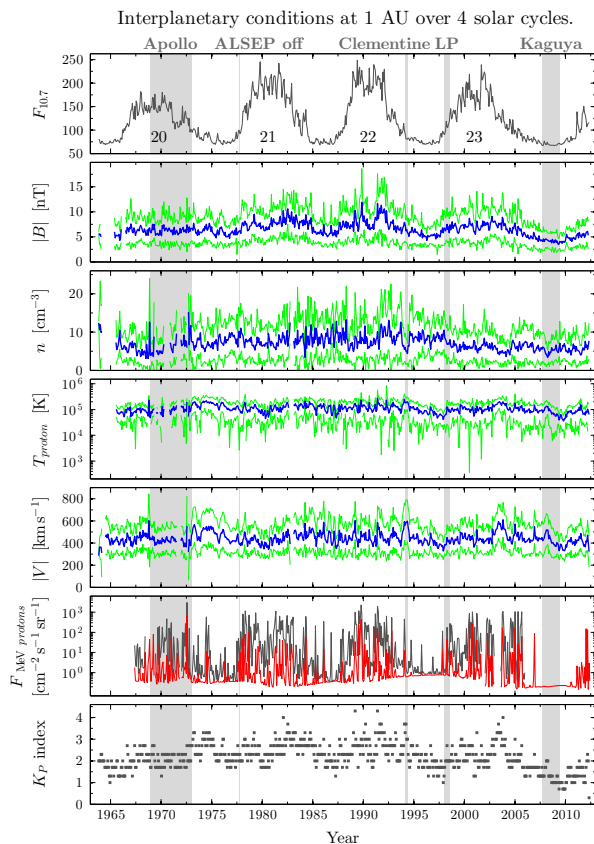 Interplanetary conditions at 1 AU over 4 solar cycles.
Apollo ALSEP off Clementine LP Kaguya
F10.7
250
200
150
100
50
20 21 22 23
|B| [nT]
15
10
5
0
n [cm−3]
20
10
0
Tproton [K]
10^6
10^5
10^4
10^3
|V| [km s−1]
800
600
400
200
0
F MeV protons
[cm−2 s−1 sr−1]
10^3
10^2
10^1
10^0
KP index
4
3
2
1
0
1965 1970 1975 1980 1985 1990 1995 2000 2005 2010
Year